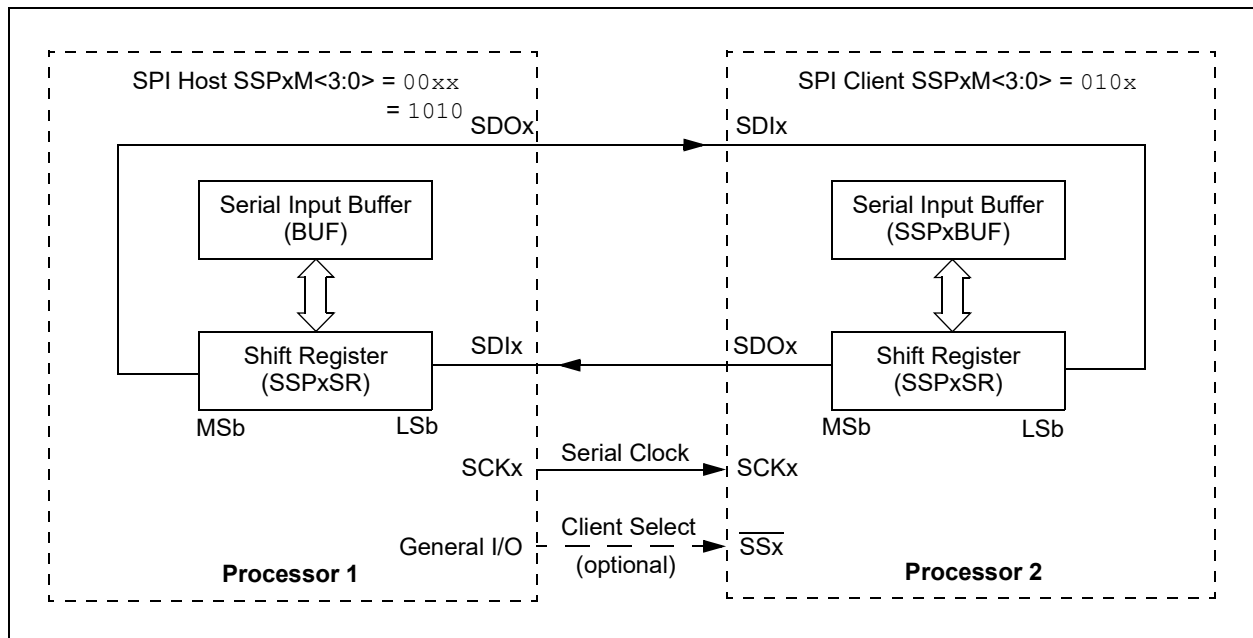 SPI Host SSPxM<3:0> = 00xx
= 1010
SDOx
Serial Input Buffer
(BUF)
Shift Register
(SSPxSR)
MSb
LSb
SDIx
SCKx
General I/O
Processor 1
Serial Clock
Client Select
(optional)
SPI Client SSPxM<3:0> = 010x
SDIx
Serial Input Buffer
(SSPxBUF)
SDOx
Shift Register
(SSPxSR)
MSb
LSb
SCKx
SSx
Processor 2